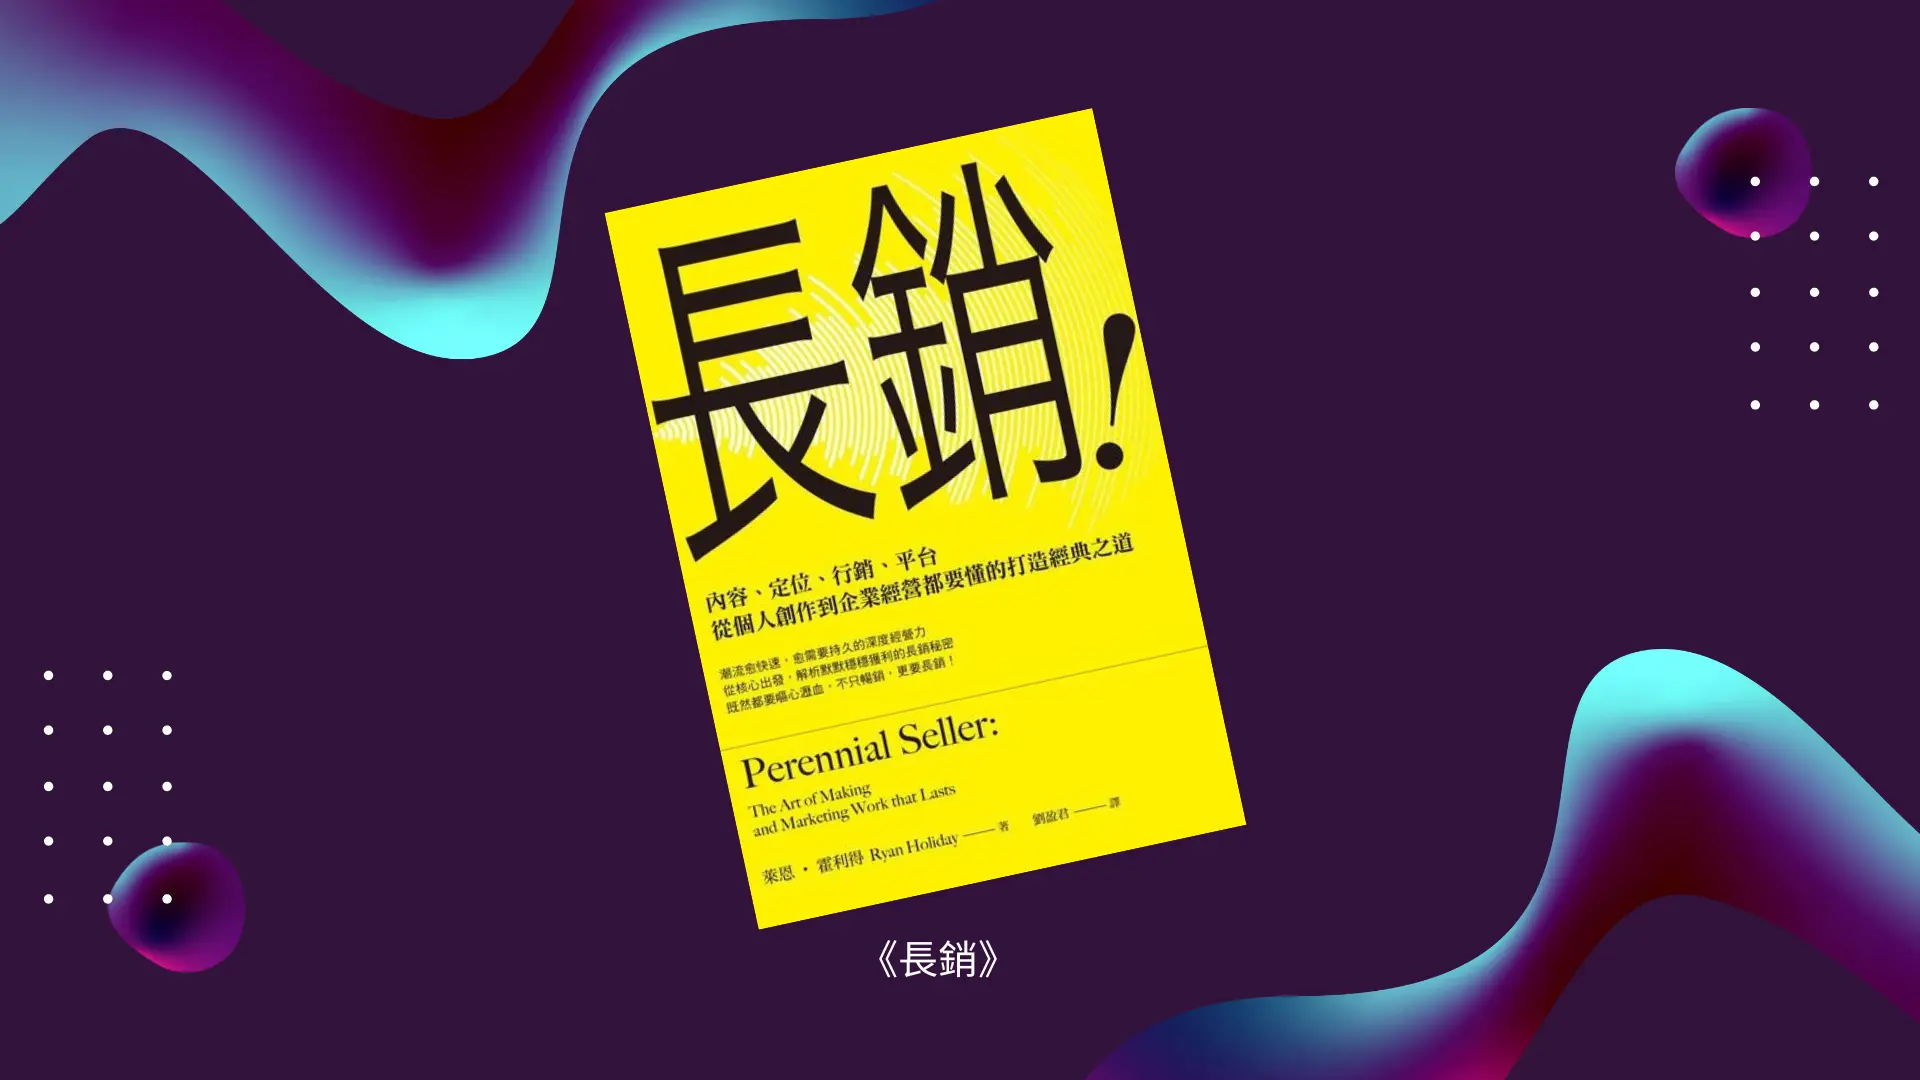 長銷!
內容、定位、行銷、平台
從個人創作到企業經營都要懂的打造經典之道
潮流愈快速,愈需要持久的深度經營力
從核心出發,解析默默穩穩獲利的長銷秘密
既然都要嘔心瀝血,不只暢銷,更要長銷!
Perennial Seller:
The Art of Making
and Marketing Work that Lasts
萊恩・霍利得 Ryan Holiday——著 劉盈君——譯
《長銷》